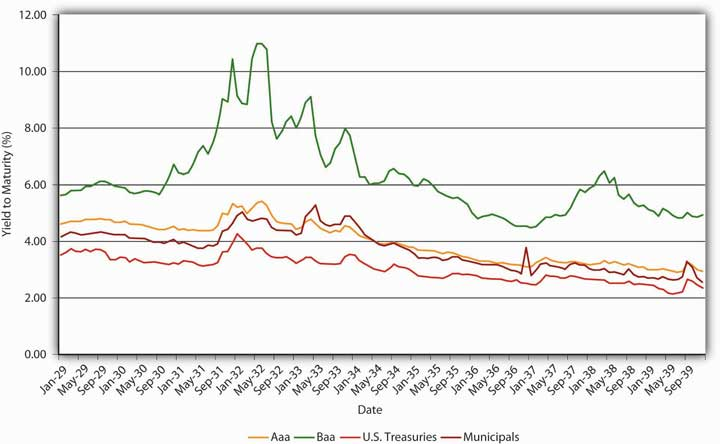 12.00
10.00
8.00
6.00
4.00
2.00
0.00
Yield to Maturity (%)
Jan-29
May-29
Sep-29
Jan-30
May-30
Sep-30
Jan-31
May-31
Sep-31
Jan-32
May-32
Sep-32
Jan-33
May-33
Sep-33
Jan-34
May-34
Sep-34
Jan-35
May-35
Sep-35
Jan-36
May-36
Sep-36
Jan-37
May-37
Sep-37
Jan-38
May-38
Sep-38
Jan-39
May-39
Sep-39
Date
Aaa Baa U.S. Treasuries Municipals